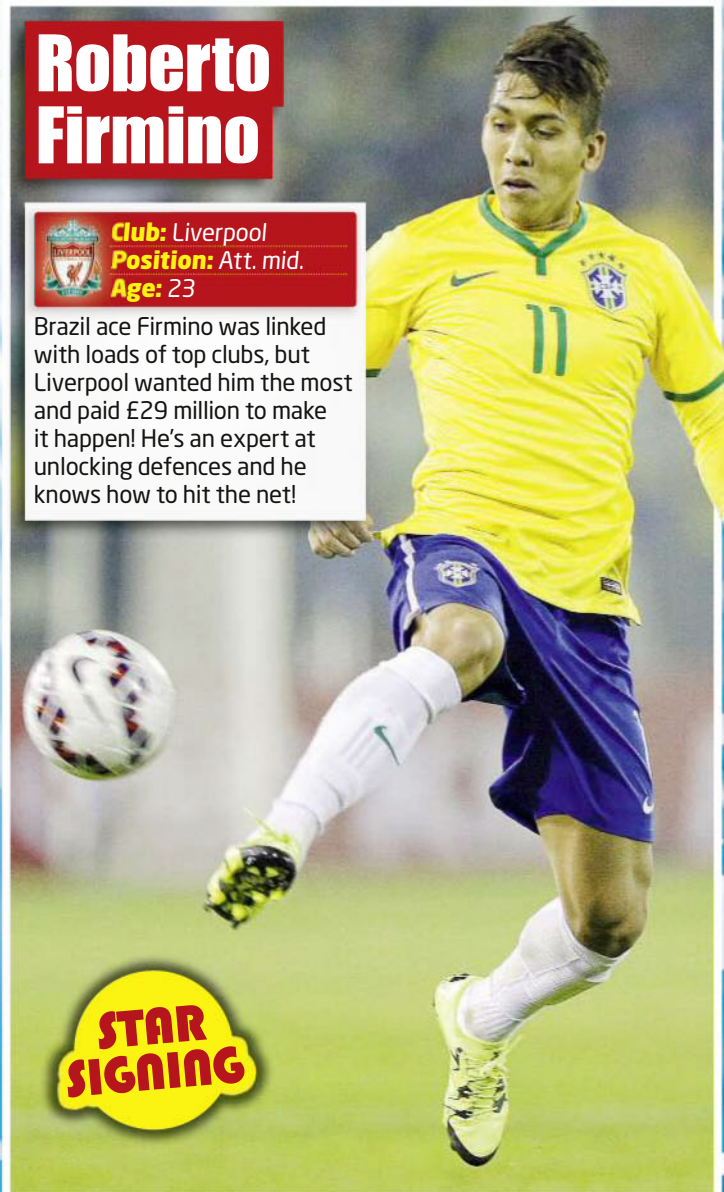 Roberto
Firmino
LIVERPOOL
Club: Liverpool
Position: Att. mid.
Age: 23
Brazil ace Firmino was linked
with loads of top clubs, but
Liverpool wanted him the most
and paid £29 million to make
it happen! He's an expert at
unlocking defences and he
knows how to hit the net!
11
STAR
SIGNING